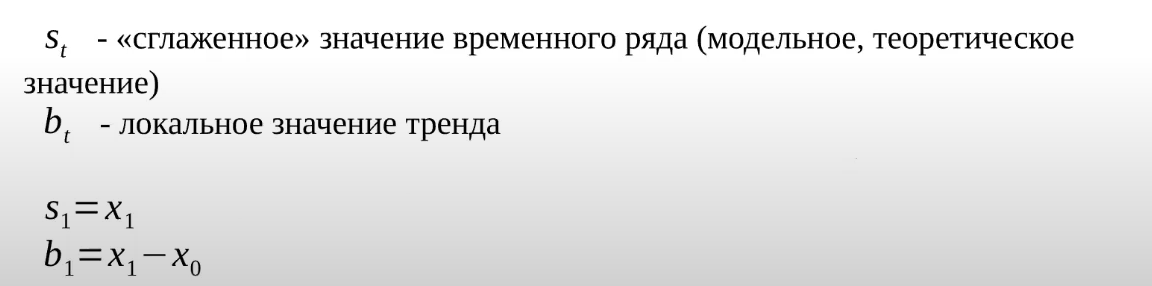 s_t - «сглаженное» значение временного ряда (модельное, теоретическое
значение)
b_t - локальное значение тренда
s_1=x_1
b_1=x_1−x_0